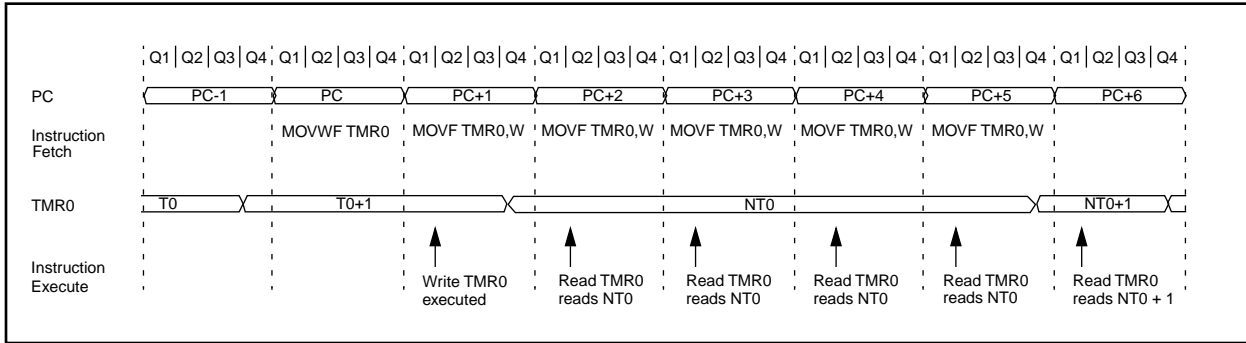 Q1 Q2 Q3 Q4 Q1 Q2 Q3 Q4 Q1 Q2 Q3 Q4 Q1 Q2 Q3 Q4 Q1 Q2 Q3 Q4 Q1 Q2 Q3 Q4 Q1 Q2 Q3 Q4 Q1 Q2 Q3 Q4
PC PC-1 PC PC+1 PC+2 PC+3 PC+4 PC+5 PC+6
Instruction
Fetch
MOVWF TMR0 MOVF TMR0,W MOVF TMR0,W MOVF TMR0,W MOVF TMR0,W MOVF TMR0,W
TMR0 T0 T0+1 NT0 NT0+1
Instruction
Execute
Write TMR0
executed
Read TMR0
reads NT0
Read TMR0
reads NT0
Read TMR0
reads NT0
Read TMR0
reads NT0
Read TMR0
reads NT0 + 1